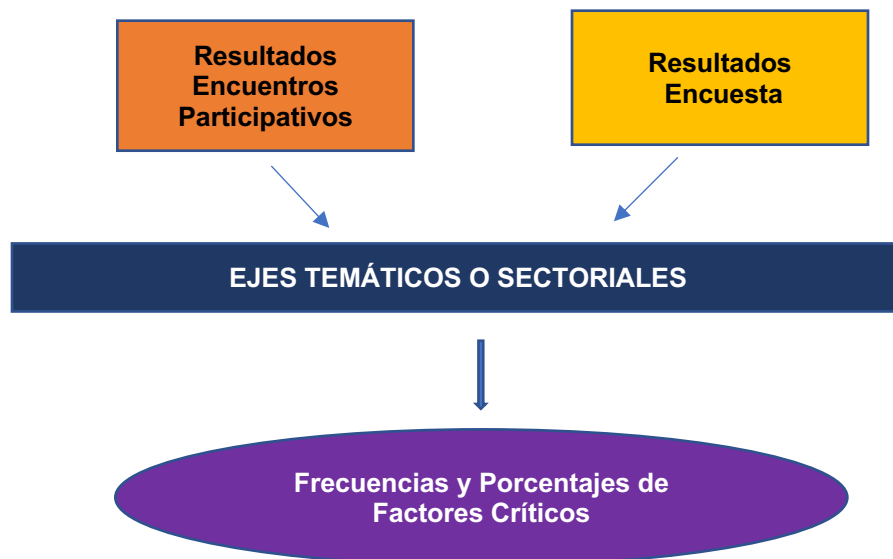 Resultados
Encuentros
Participativos
Resultados
Encuesta
EJES TEMÁTICOS O SECTORIALES
Frecuencias y Porcentajes de
Factores Críticos